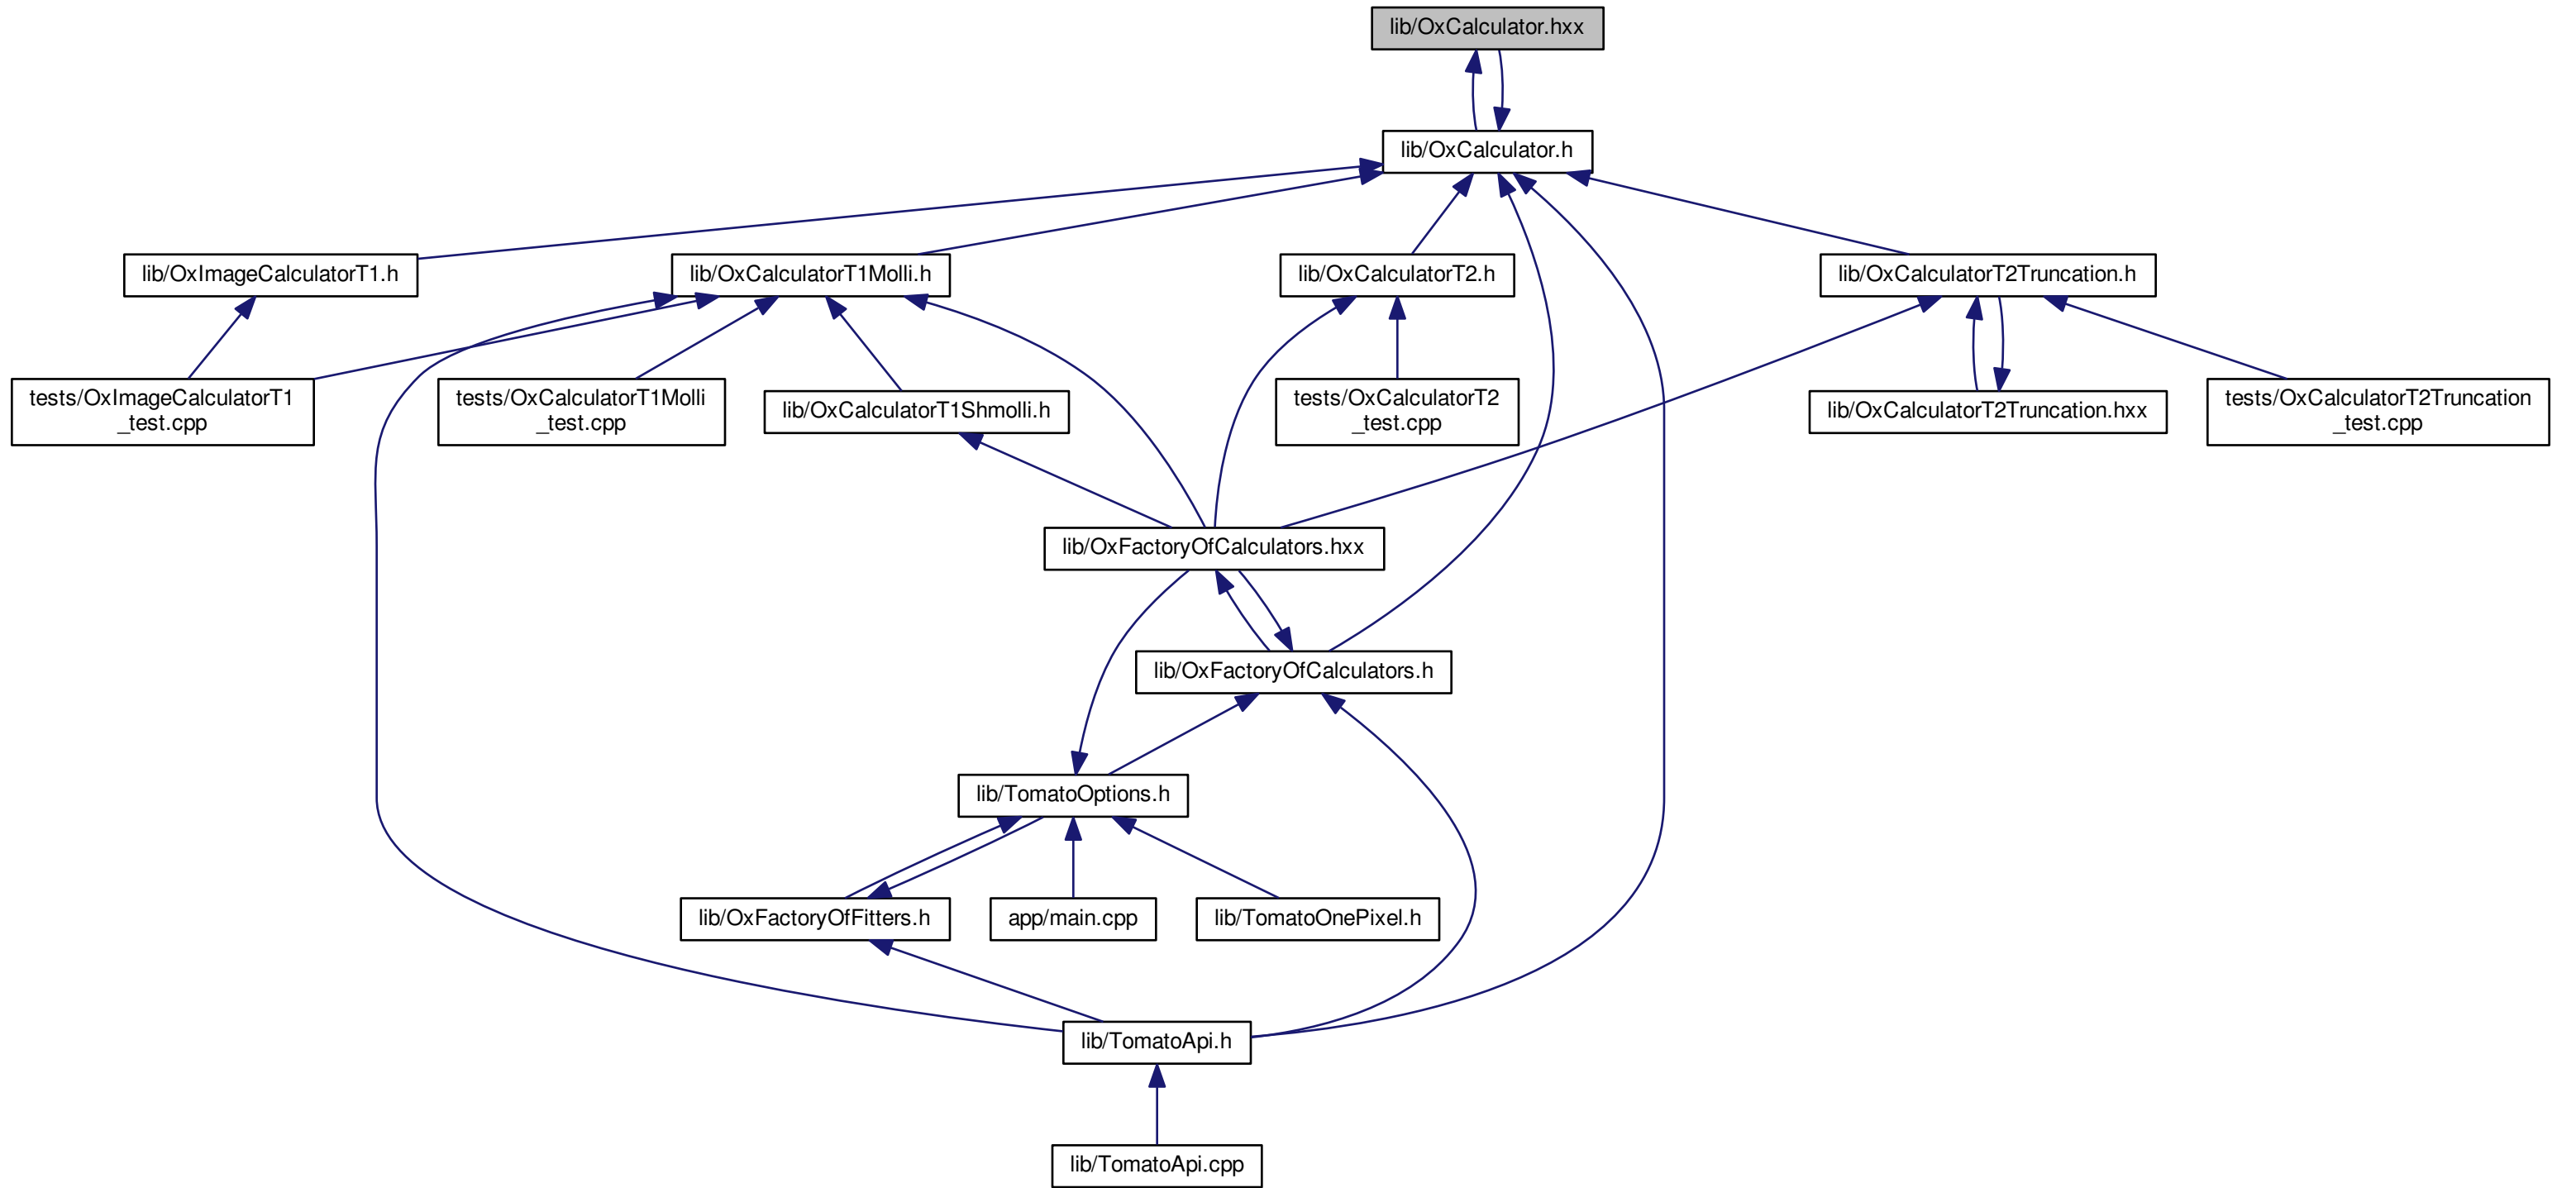 lib/OxCalculator.hxx
lib/OxCalculator.h
lib/OxImageCalculatorT1.h
lib/OxCalculatorT1Molli.h
lib/OxCalculatorT2.h
lib/OxCalculatorT2Truncation.h
tests/OxImageCalculatorT1
_test.cpp
tests/OxCalculatorT1Molli
_test.cpp
lib/OxCalculatorT1Shmolli.h
tests/OxCalculatorT2
_test.cpp
lib/OxCalculatorT2Truncation.hxx
tests/OxCalculatorT2Truncation
_test.cpp
lib/OxFactoryOfCalculators.hxx
lib/OxFactoryOfCalculators.h
lib/TomatoOptions.h
lib/OxFactoryOfFitters.h
app/main.cpp
lib/TomatoOnePixel.h
lib/TomatoApi.h
lib/TomatoApi.cpp